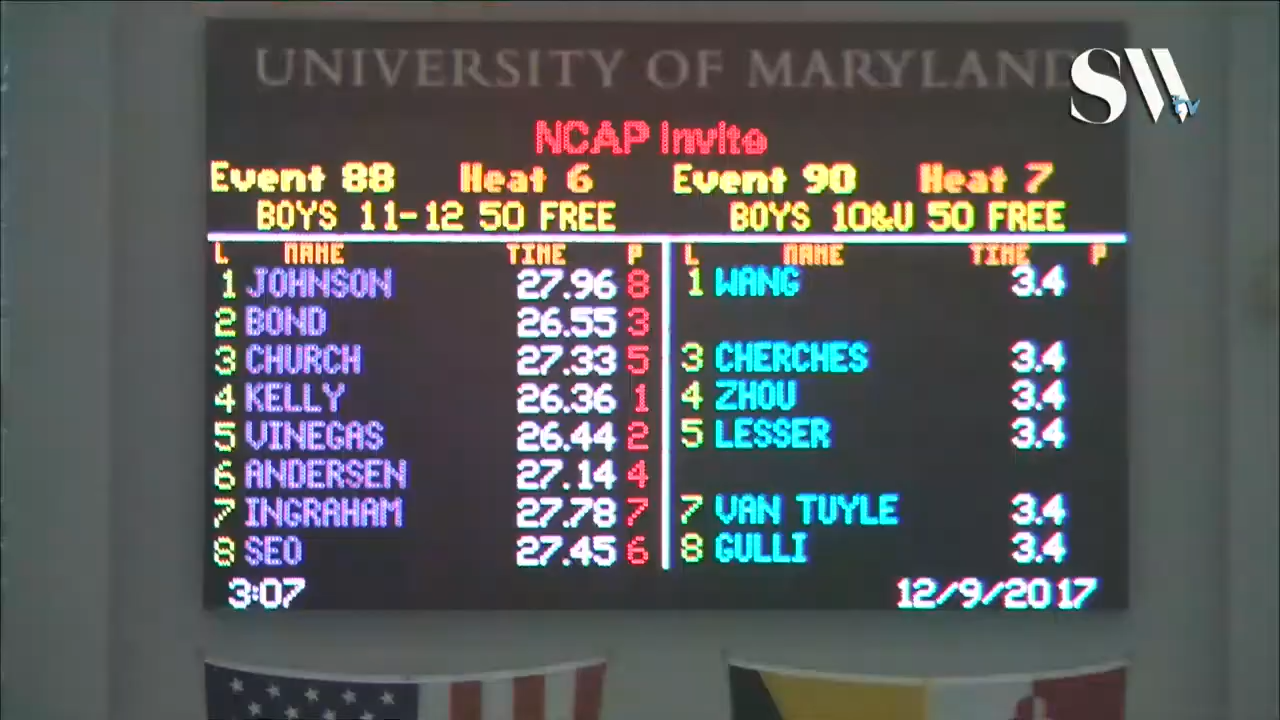 UNIVERSITY OF MARYLAND
SW tv
NCAP Invite
Event 88 Heat 6 Event 90 Heat 7
BOYS 11-12 50 FREE BOYS 10&U 50 FREE
L NAME TIME P L NAME TIME P
1 JOHNSON 27.96 8 1 WANG 3.4
2 BOND 26.55 3
3 CHURCH 27.33 5 3 CHERCHES 3.4
4 KELLY 26.36 1 4 ZHOU 3.4
5 VINEGAS 26.44 2 5 LESSER 3.4
6 ANDERSEN 27.14 4
7 INGRAHAM 27.78 7 7 VAN TUYLE 3.4
8 SEO 27.45 6 8 GULLI 3.4
3:07 12/9/2017